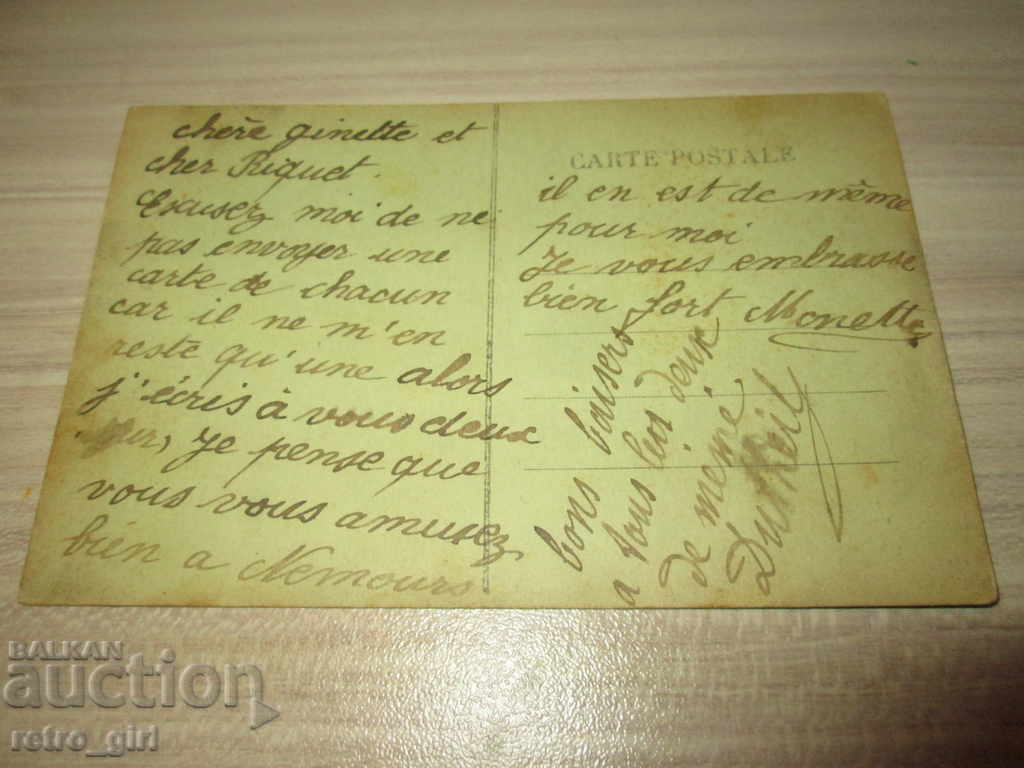 chère Ginette et
cher Riquet.
Excusez moi de ne
pas envoyer une
carte de chacun
car il ne m'en
reste qu'une alors
j'écris à vous deux
sur, Je pense que
vous vous amusez
bien a Nemours
CARTE POSTALE
il en est de même
pour moi
Je vous embrasse
bien fort Monette
bons baisers
a tous les deux
de mémé
Dutheil
BALKAN
auction
retro_girl